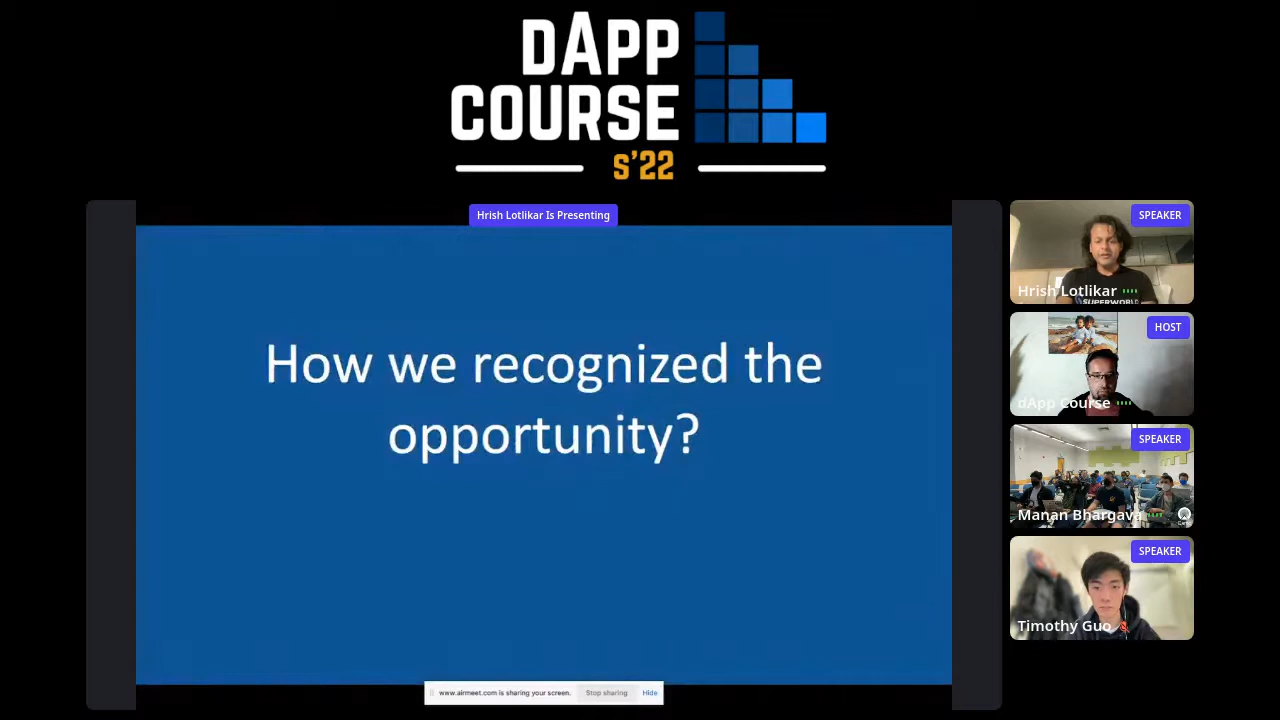 dAPP
COURSE
S'22
Hrish Lotlikar Is Presenting
How we recognized the
opportunity?
www.airmeet.com is sharing your screen. Stop sharing Hide
SPEAKER
Hrish Lotlikar
SUPERWORLD
HOST
dApp Course
SPEAKER
Manan Bhargava
SPEAKER
Timothy Guo